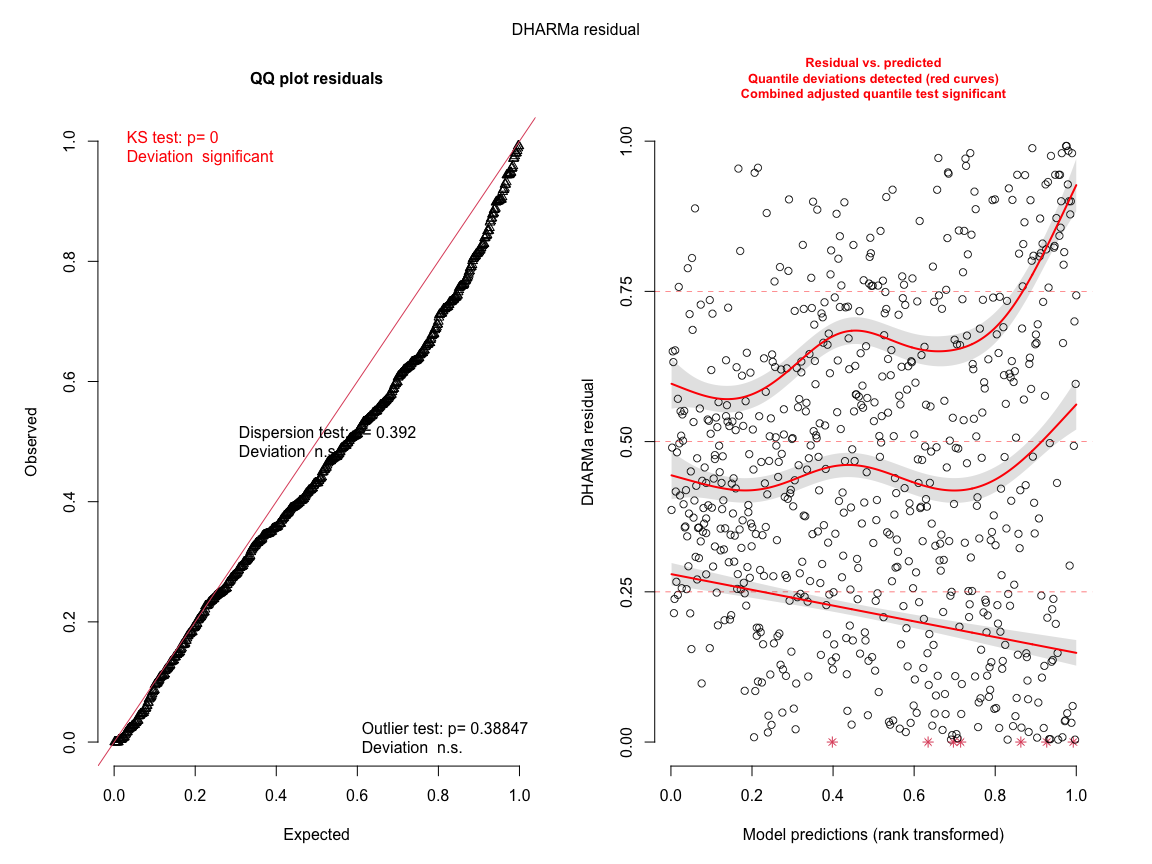 DHARMa residual
QQ plot residuals
KS test: p= 0
Deviation  significant
Dispersion test: p= 0.392
Deviation  n.s.
Outlier test: p= 0.38847
Deviation  n.s.
Observed
0.0
0.2
0.4
0.6
0.8
1.0
0.0
0.2
0.4
0.6
0.8
1.0
Expected
Residual vs. predicted
Quantile deviations detected (red curves)
Combined adjusted quantile test significant
DHARMa residual
0.00
0.25
0.50
0.75
1.00
0.0
0.2
0.4
0.6
0.8
1.0
Model predictions (rank transformed)